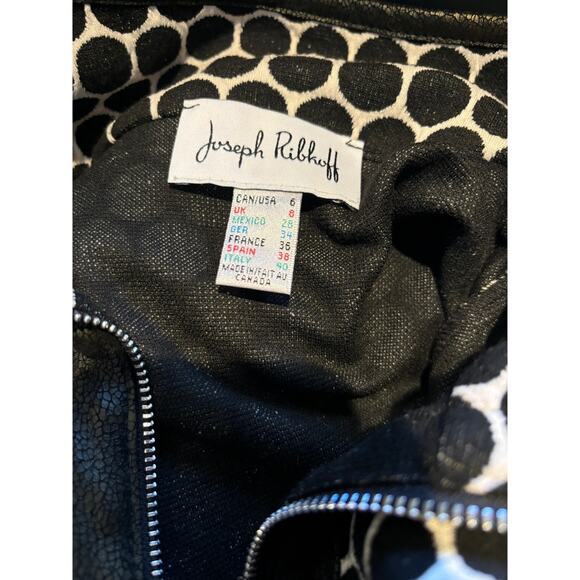 Joseph Ribkoff
CAN/USA 6
UK 8
MEXICO 28
GER 34
FRANCE 36
SPAIN 38
ITALY 40
MADE IN/FAIT AU
CANADA